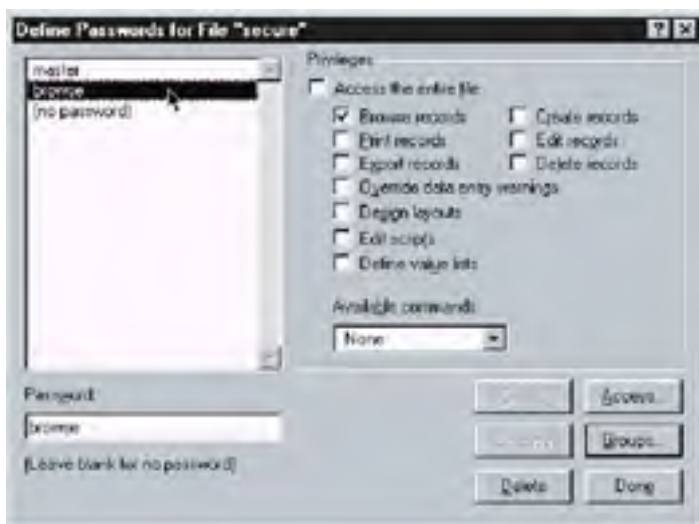 Define Passwords for File "secure"
master
browse
(no password)
Privileges
Access the entire file
Browse records
Create records
Print records
Edit records
Export records
Delete records
Override data entry warnings
Design layouts
Edit scripts
Define value lists
Available commands
None
Password:
browse
(Leave blank for no password)
Access...
Groups...
Delete
Done